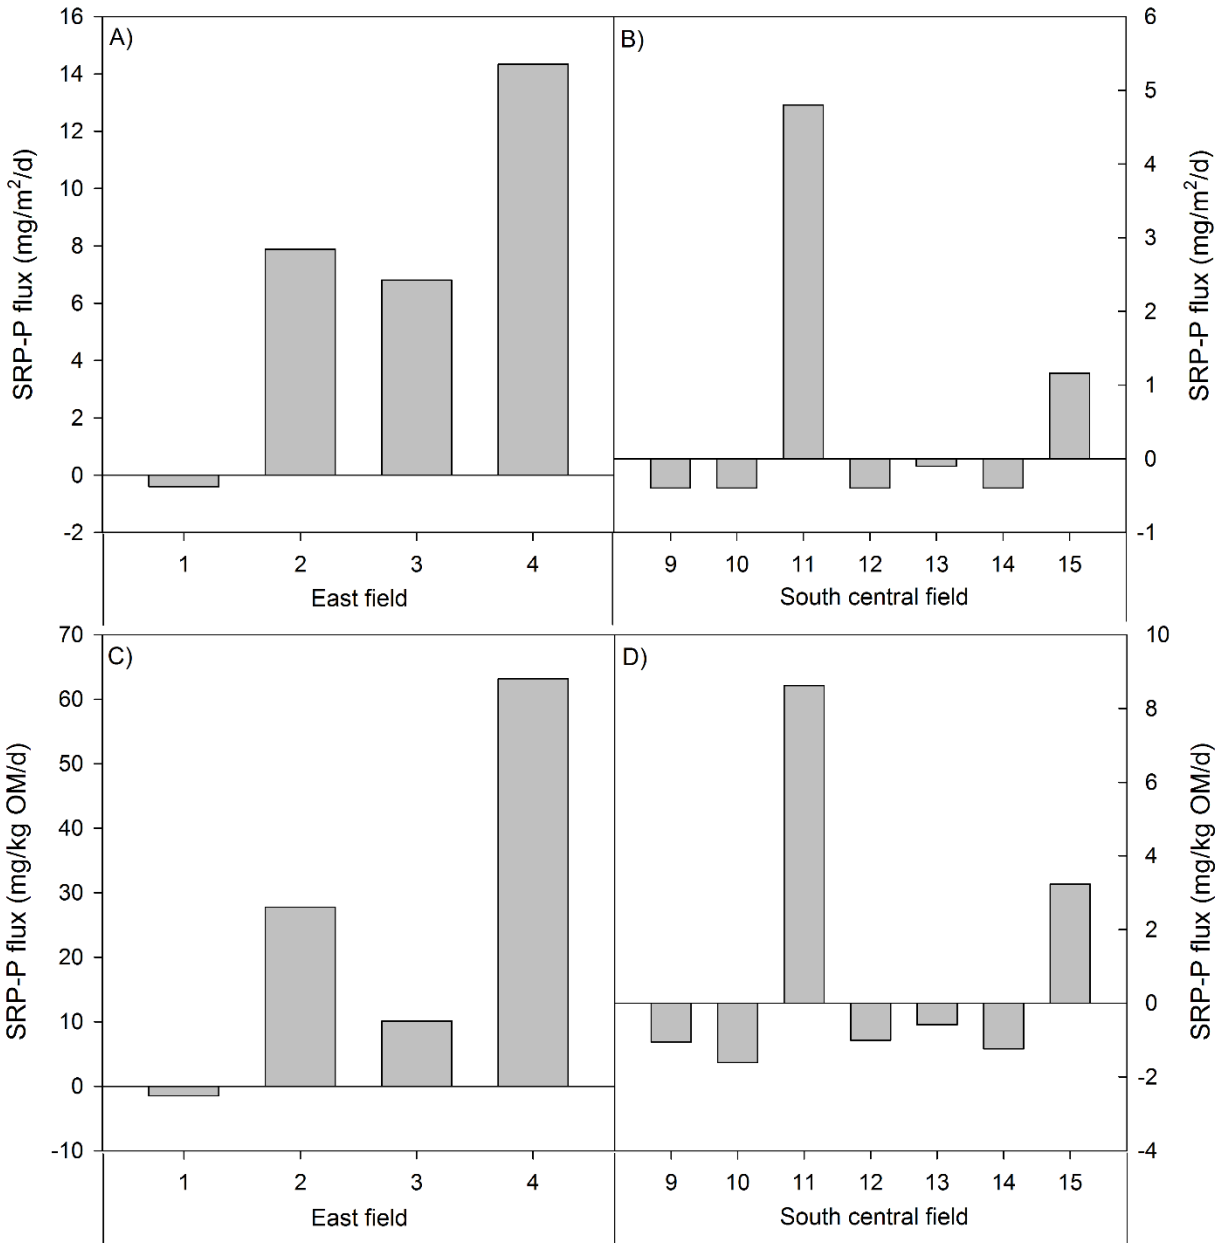 A)
16
14
12
10
8
6
4
2
0
-2
SRP-P flux (mg/m²/d)
1 2 3 4
East field
B)
6
5
4
3
2
1
0
-1
SRP-P flux (mg/m²/d)
9 10 11 12 13 14 15
South central field
C)
70
60
50
40
30
20
10
0
-10
SRP-P flux (mg/kg OM/d)
1 2 3 4
East field
D)
10
8
6
4
2
0
-2
-4
SRP-P flux (mg/kg OM/d)
9 10 11 12 13 14 15
South central field